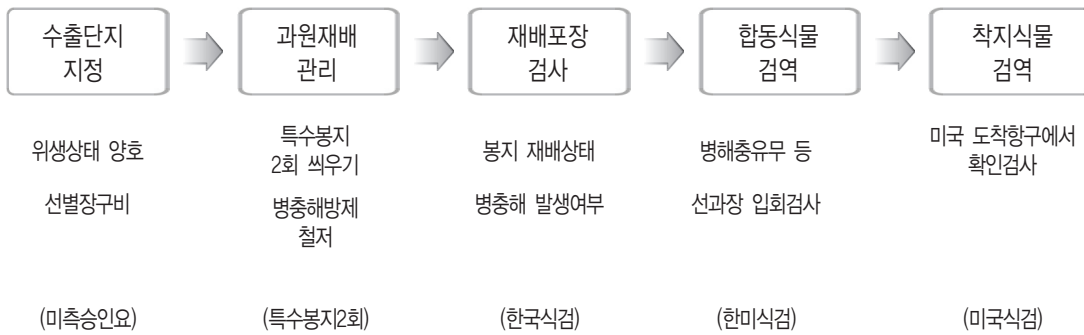 수출단지
지정
과원재배
관리
재배포장
검사
합동식물
검역
착지식물
검역
위생상태 양호
선별장구비
특수봉지
2회 씌우기
병충해방제
철저
봉지 재배상태
병충해 발생여부
병해충유무 등
선과장 입회검사
미국 도착항구에서
확인검사
(미측승인요)
(특수봉지2회)
(한국식검)
(한미식검)
(미국식검)